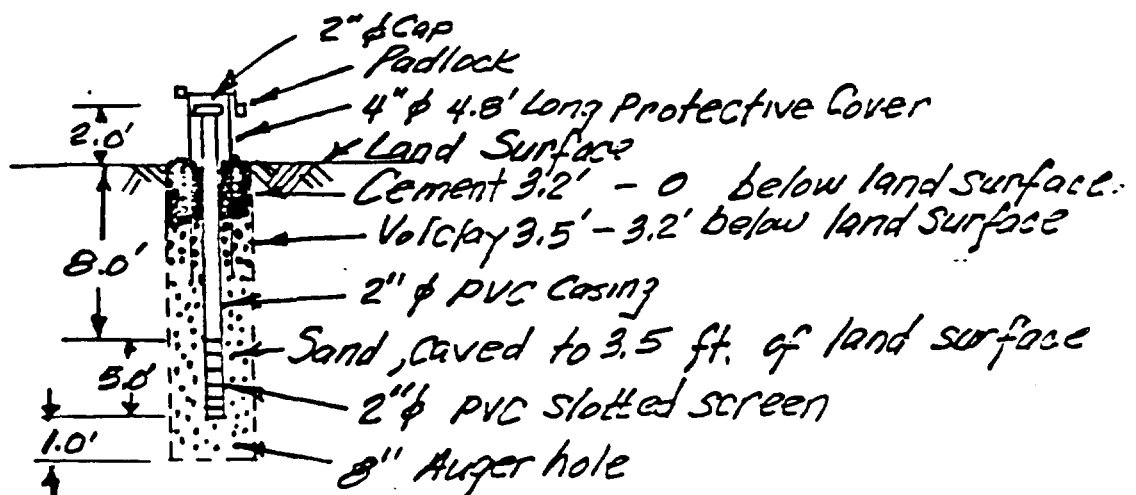 2" ϕ Cap
Padlock
4" ϕ 4.8' Long Protective Cover
2.0'
Land Surface
Cement 3.2' - 0 below land surface.
Volclay 3.5' - 3.2' below land surface
8.0'
2" ϕ PVC Casing
Sand, caved to 3.5 ft. of land surface
5.0'
2" ϕ PVC slotted screen
1.0'
8" Auger hole